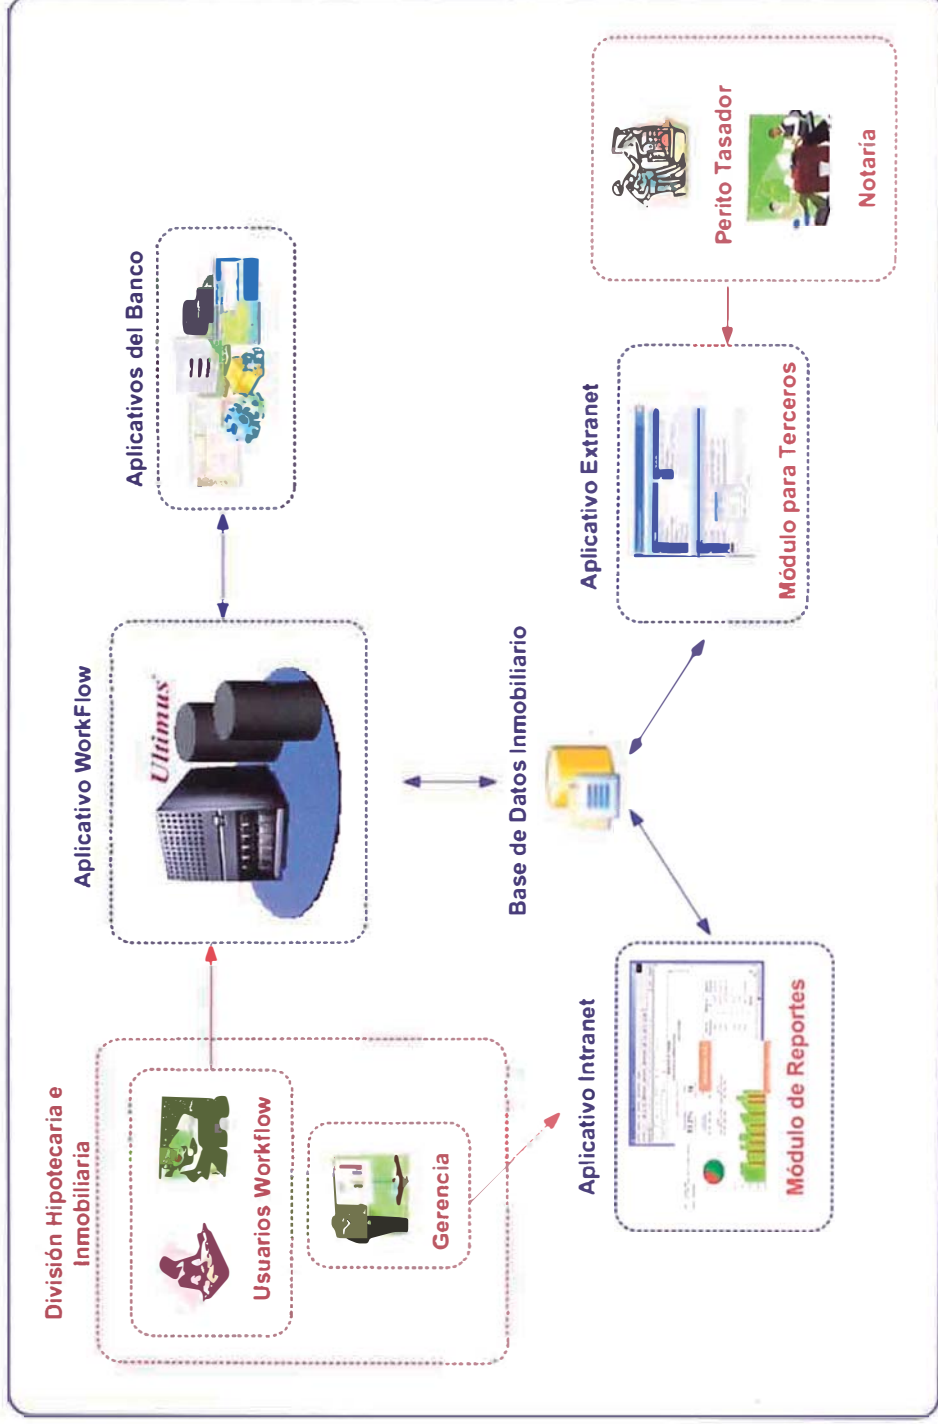 División Hipotecaria e
Inmobiliaria
Usuarios Workflow
Gerencia
Aplicativo WorkFlow
Ultimus
Aplicativos del Banco
Base de Datos Inmobiliario
Aplicativo Intranet
Módulo de Reportes
Aplicativo Extranet
Módulo para Terceros
Perito Tasador
Notaría